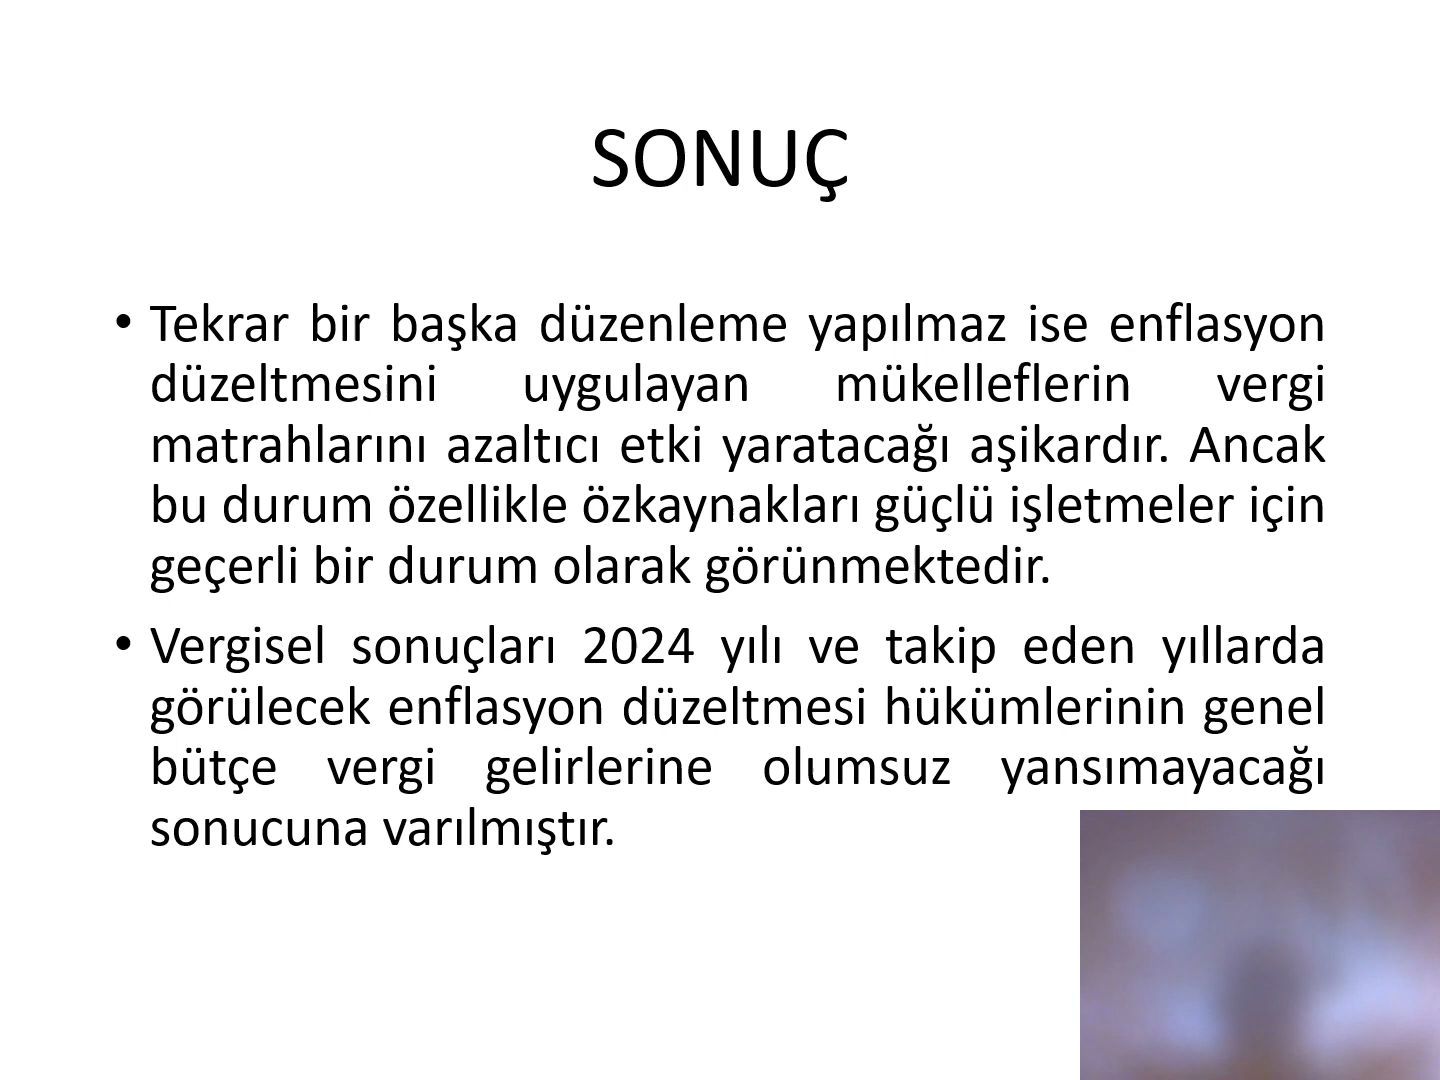 SONUÇ
• Tekrar bir başka düzenleme yapılmaz ise enflasyon
düzeltmesini uygulayan mükelleflerin vergi
matrahlarını azaltıcı etki yaratacağı aşikardır. Ancak
bu durum özellikle özkaynakları güçlü işletmeler için
geçerli bir durum olarak görünmektedir.
• Vergisel sonuçları 2024 yılı ve takip eden yıllarda
görülecek enflasyon düzeltmesi hükümlerinin genel
bütçe vergi gelirlerine olumsuz yansımayacağı
sonucuna varılmıştır.